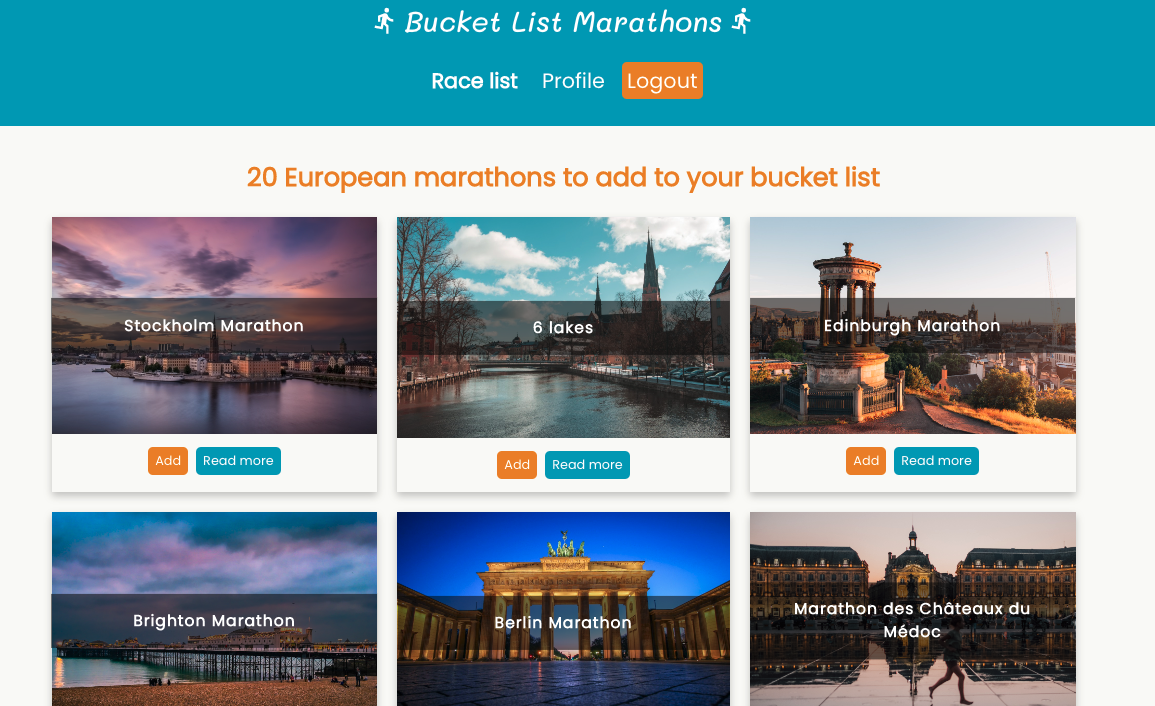 Bucket List Marathons
Race list Profile Logout
20 European marathons to add to your bucket list
Stockholm Marathon
6 lakes
Edinburgh Marathon
Add Read more
Add Read more
Add Read more
Brighton Marathon
Berlin Marathon
Marathon des Châteaux du
Médoc